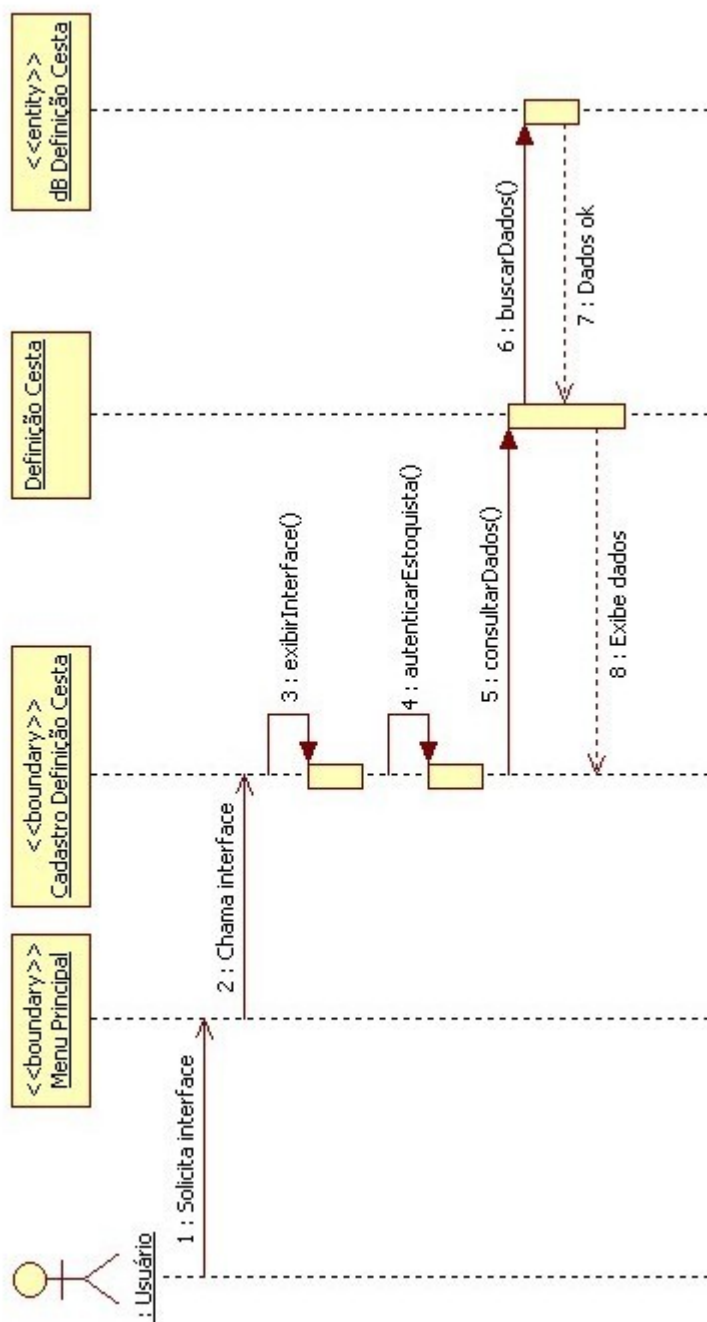 : Usuário
<<boundary>>
Menu Principal
<<boundary>>
Cadastro Definição Cesta
Definição Cesta
<<entity>>
dB Definição Cesta
1 : Solicita interface
2 : Chama interface
3 : exibirInterface()
4 : autenticarEstoquista()
5 : consultarDados()
6 : buscarDados()
7 : Dados ok
8 : Exibe dados